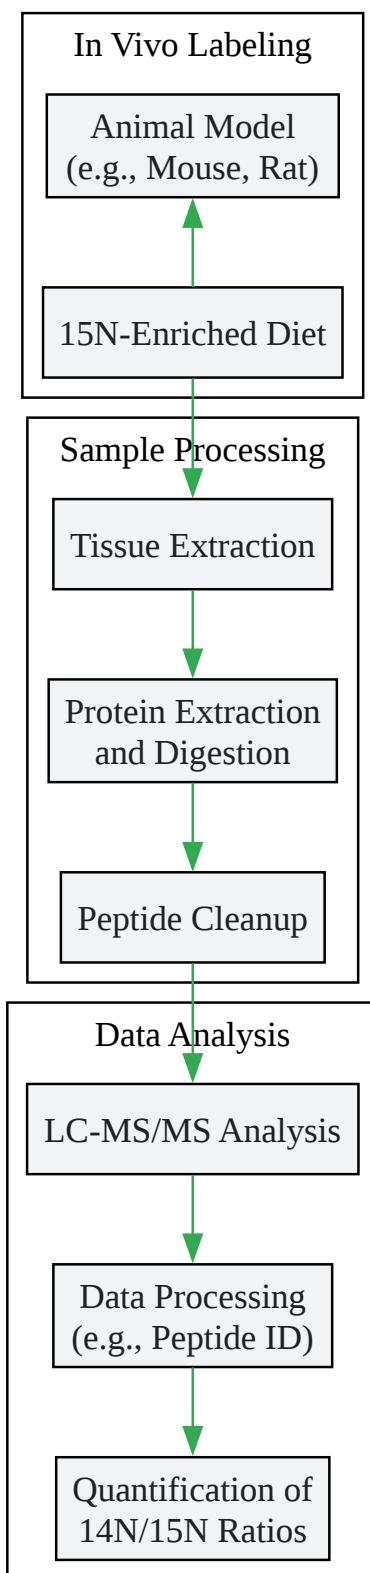 In Vivo Labeling
Animal Model
(e.g., Mouse, Rat)
15N-Enriched Diet
Sample Processing
Tissue Extraction
Protein Extraction
and Digestion
Peptide Cleanup
Data Analysis
LC-MS/MS Analysis
Data Processing
(e.g., Peptide ID)
Quantification of
14N/15N Ratios